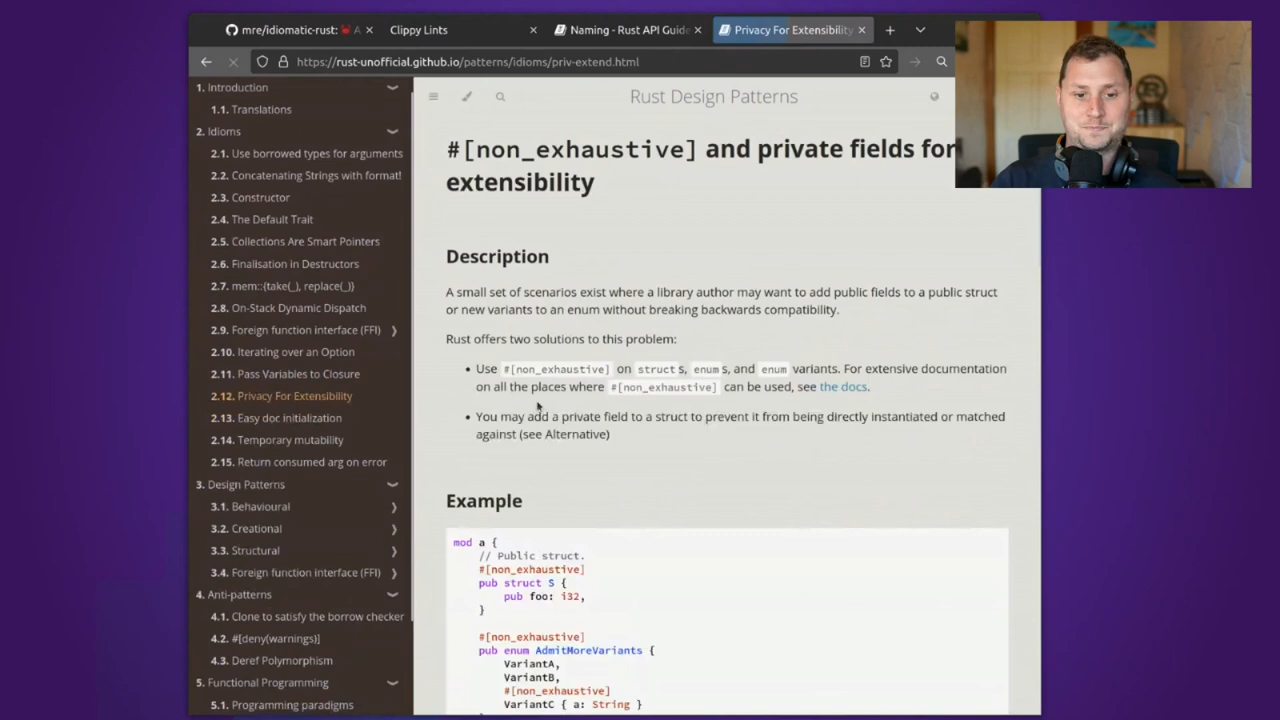 mre/idiomatic-rust: 🦀 A
Clippy Lints
Naming - Rust API Guide
Privacy For Extensibility
https://rust-unofficial.github.io/patterns/idioms/priv-extend.html
1. Introduction
1.1. Translations
2. Idioms
2.1. Use borrowed types for arguments
2.2. Concatenating Strings with format!
2.3. Constructor
2.4. The Default Trait
2.5. Collections Are Smart Pointers
2.6. Finalisation in Destructors
2.7. mem::{take(_), replace(_)}
2.8. On-Stack Dynamic Dispatch
2.9. Foreign function interface (FFI)
2.10. Iterating over an Option
2.11. Pass Variables to Closure
2.12. Privacy For Extensibility
2.13. Easy doc initialization
2.14. Temporary mutability
2.15. Return consumed arg on error
3. Design Patterns
3.1. Behavioural
3.2. Creational
3.3. Structural
3.4. Foreign function interface (FFI)
4. Anti-patterns
4.1. Clone to satisfy the borrow checker
4.2. #[deny(warnings)]
4.3. Deref Polymorphism
5. Functional Programming
5.1. Programming paradigms
Rust Design Patterns
#[non_exhaustive] and private fields for
extensibility
Description
A small set of scenarios exist where a library author may want to add public fields to a public struct
or new variants to an enum without breaking backwards compatibility.
Rust offers two solutions to this problem:
• Use #[non_exhaustive] on structs, enums, and enum variants. For extensive documentation
on all the places where #[non_exhaustive] can be used, see the docs.
• You may add a private field to a struct to prevent it from being directly instantiated or matched
against (see Alternative)
Example
mod a {
// Public struct.
#[non_exhaustive]
pub struct S {
pub foo: i32,
}
#[non_exhaustive]
pub enum AdmitMoreVariants {
VariantA,
VariantB,
#[non_exhaustive]
VariantC { a: String }